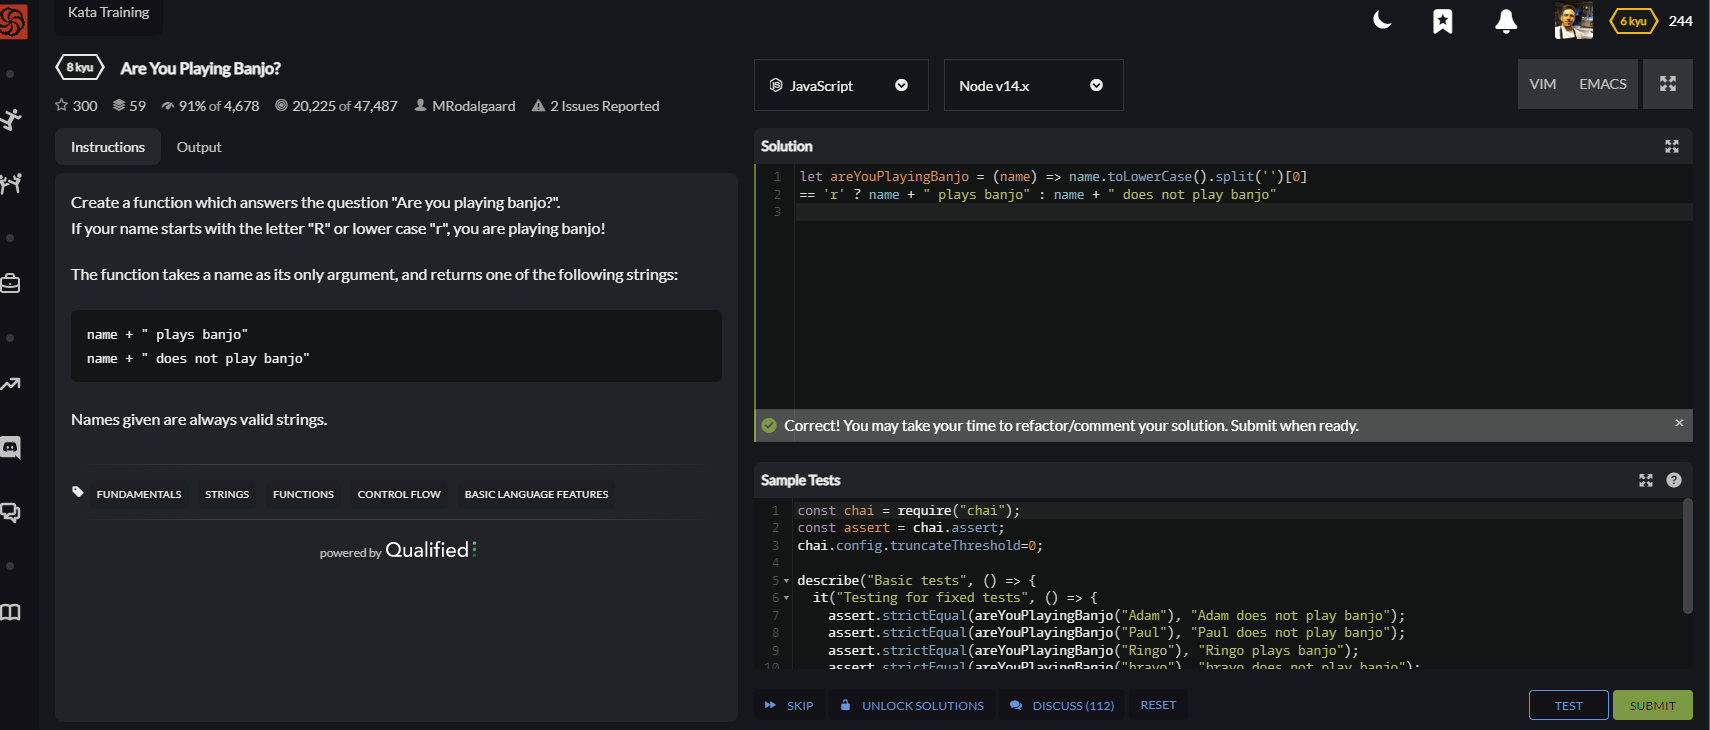 Kata Training
6 kyu 244
8 kyu Are You Playing Banjo?
300 59 91% of 4,678 20,225 of 47,487 MRodalgaard 2 Issues Reported
Instructions Output
Create a function which answers the question "Are you playing banjo?".
If your name starts with the letter "R" or lower case "r", you are playing banjo!
The function takes a name as its only argument, and returns one of the following strings:
name + " plays banjo"
name + " does not play banjo"
Names given are always valid strings.
FUNDAMENTALS STRINGS FUNCTIONS CONTROL FLOW BASIC LANGUAGE FEATURES
powered by Qualified
JavaScript Node v14.x VIM EMACS
Solution
1 let areYouPlayingBanjo = (name) => name.toLowerCase().split('')[0]
2 == 'r' ? name + " plays banjo" : name + " does not play banjo"
3
Correct! You may take your time to refactor/comment your solution. Submit when ready. ×
Sample Tests ?
1 const chai = require("chai");
2 const assert = chai.assert;
3 chai.config.truncateThreshold=0;
4
5 describe("Basic tests", () => {
6 it("Testing for fixed tests", () => {
7 assert.strictEqual(areYouPlayingBanjo("Adam"), "Adam does not play banjo");
8 assert.strictEqual(areYouPlayingBanjo("Paul"), "Paul does not play banjo");
9 assert.strictEqual(areYouPlayingBanjo("Ringo"), "Ringo plays banjo");
10 assert.strictEqual(areYouPlayingBanjo("bravo"), "bravo does not play banjo");
SKIP UNLOCK SOLUTIONS DISCUSS (112) RESET TEST SUBMIT